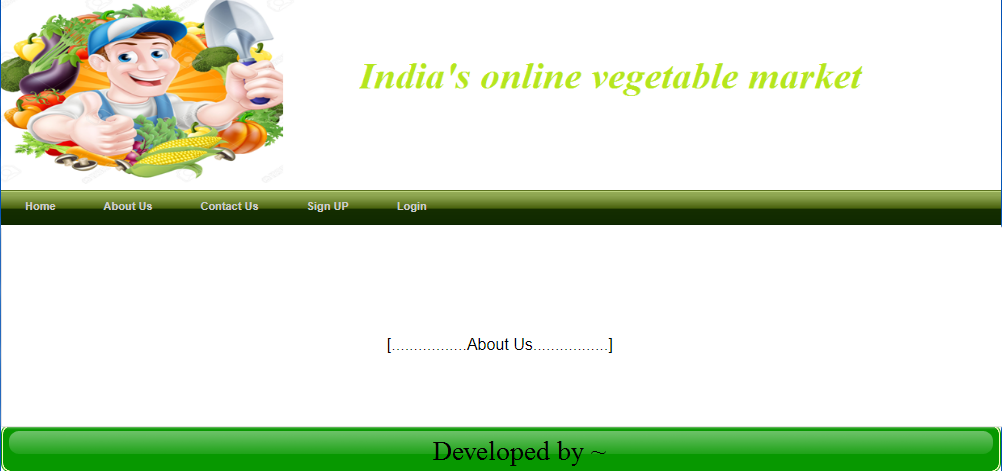 India's online vegetable market
Home About Us Contact Us Sign UP Login
[.................About Us.................]
Developed by ~